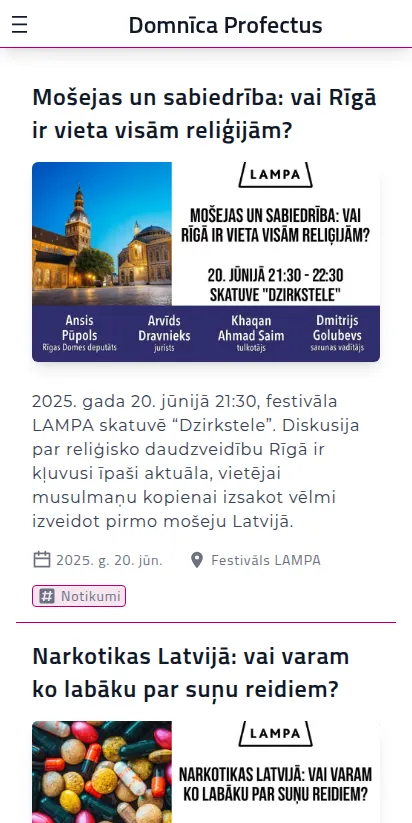 Domnīca Profectus
Mošejas un sabiedrība: vai Rīgā
ir vieta visām reliģijām?
LAMPA
MOŠEJAS UN SABIEDRĪBA: VAI
RĪGĀ IR VIETA VISĀM RELIĢIJĀM?
20. JŪNIJĀ 21:30 - 22:30
SKATUVE "DZIRKSTELE"
Ansis Pūpols
Rīgas Domes deputāts
Arvīds Dravnieks
jurists
Khaqan Ahmad Saim
tulkotājs
Dmitrijs Golubevs
sarunas vadītājs
2025. gada 20. jūnijā 21:30, festivāla
LAMPA skatuvē “Dzirkstele”. Diskusija
par reliģisko daudzveidību Rīgā ir
kļuvusi īpaši aktuāla, vietējai
musulmaņu kopienai izsakot vēlmi
izveidot pirmo mošeju Latvijā.
2025. g. 20. jūn.
Festivāls LAMPA
# Notikumi
Narkotikas Latvijā: vai varam
ko labāku par suņu reidiem?
LAMPA
NARKOTIKAS LATVIJĀ: VAI VARAM
KO LABĀKU PAR SUŅU REIDIEM?